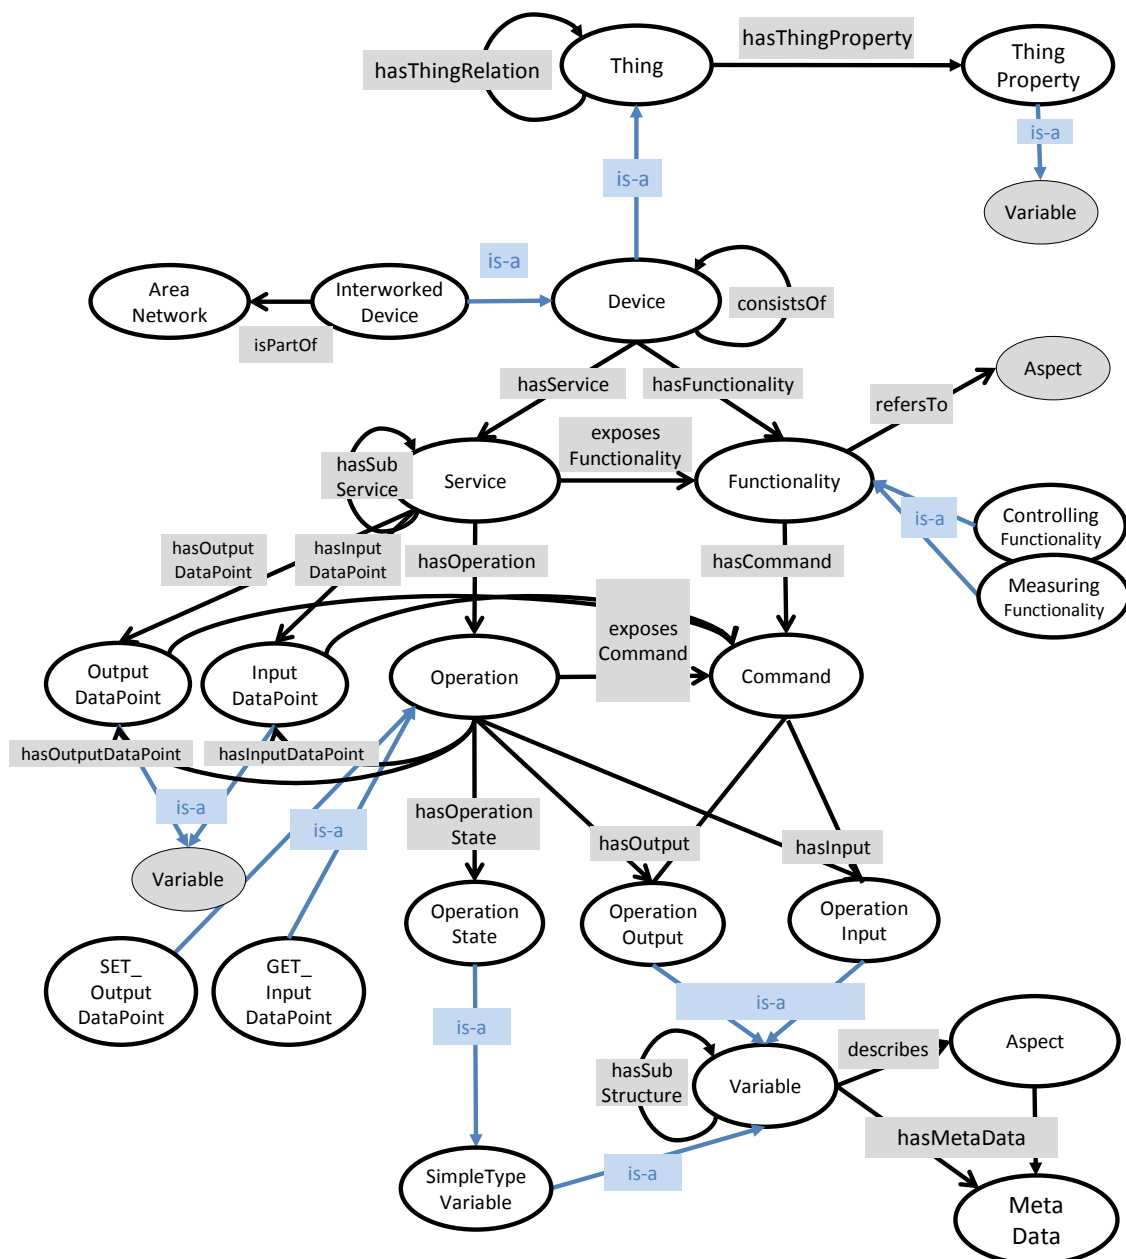 hasThingProperty
hasThingRelation
Thing
Thing
Property
is-a
is-a
Variable
is-a
Area
Network
Interworked
Device
Device
consistsOf
isPartOf
hasService
hasFunctionality
Aspect
refersTo
exposes
Functionality
hasSub
Service
Service
Functionality
is-a
Controlling
Functionality
hasOutput
DataPoint
hasInput
DataPoint
hasOperation
hasCommand
Measuring
Functionality
exposes
Command
Output
DataPoint
Input
DataPoint
Operation
Command
hasOutputDataPoint
hasInputDataPoint
is-a
is-a
hasOperation
State
hasOutput
hasInput
Variable
Operation
State
Operation
Output
Operation
Input
SET_
Output
DataPoint
GET_
Input
DataPoint
is-a
is-a
hasSub
Structure
Variable
describes
Aspect
hasMetaData
SimpleType
Variable
is-a
Meta
Data